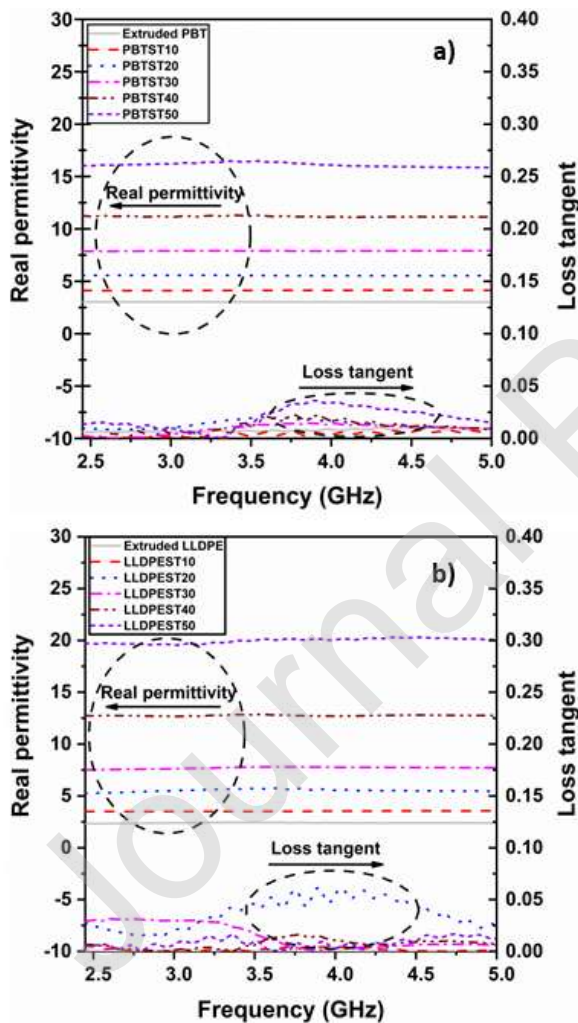 a)
30
25
20
15
10
5
0
-5
-10
Real permittivity
0.40
0.35
0.30
0.25
0.20
0.15
0.10
0.05
0.00
Loss tangent
Extruded PBT
PBTST10
PBTST20
PBTST30
PBTST40
PBTST50
Real permittivity
Loss tangent
2.5 3.0 3.5 4.0 4.5 5.0
Frequency (GHz)
b)
30
25
20
15
10
5
0
-5
-10
Real permittivity
0.40
0.35
0.30
0.25
0.20
0.15
0.10
0.05
0.00
Loss tangent
Extruded LLDPE
LLDPEST10
LLDPEST20
LLDPEST30
LLDPEST40
LLDPEST50
Real permittivity
Loss tangent
2.5 3.0 3.5 4.0 4.5 5.0
Frequency (GHz)
Journal P